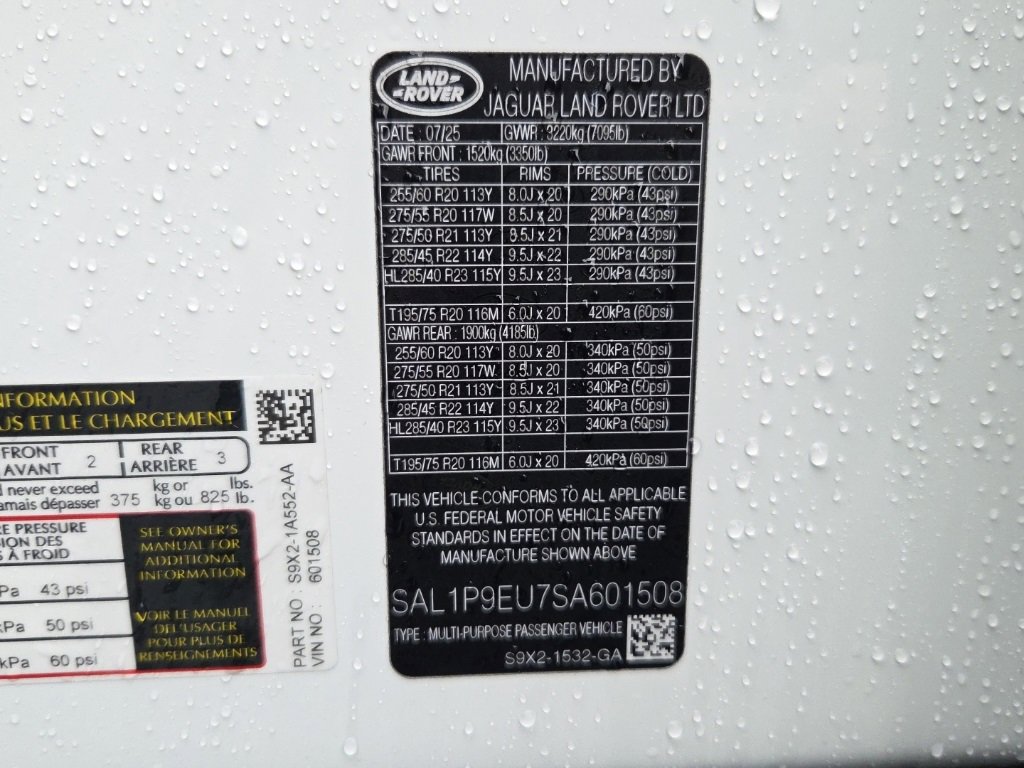 LAND-
-ROVER
MANUFACTURED BY
JAGUAR LAND ROVER LTD
DATE : 07/25 GVWR : 3220kg (7095lb)
GAWR FRONT : 1520kg (3350lb)
TIRES RIMS PRESSURE (COLD)
255/60 R20 113Y 8.0J x 20 290kPa (43psi)
275/55 R20 117W 8.5J x 20 290kPa (43psi)
275/50 R21 113Y 8.5J x 21 290kPa (43psi)
285/45 R22 114Y 9.5J x 22 290kPa (43psi)
HL285/40 R23 115Y 9.5J x 23 290kPa (43psi)
T195/75 R20 116M 6.0J x 20 420kPa (60psi)
GAWR REAR : 1900kg (4185lb)
255/60 R20 113Y 8.0J x 20 340kPa (50psi)
275/55 R20 117W 8.5J x 20 340kPa (50psi)
275/50 R21 113Y 8.5J x 21 340kPa (50psi)
285/45 R22 114Y 9.5J x 22 340kPa (50psi)
HL285/40 R23 115Y 9.5J x 23 340kPa (50psi)
T195/75 R20 116M 6.0J x 20 420kPa (60psi)
THIS VEHICLE CONFORMS TO ALL APPLICABLE
U.S. FEDERAL MOTOR VEHICLE SAFETY
STANDARDS IN EFFECT ON THE DATE OF
MANUFACTURE SHOWN ABOVE
SAL1P9EU7SA601508
TYPE : MULTI-PURPOSE PASSENGER VEHICLE
S9X2-1532-GA
NFORMATION
US ET LE CHARGEMENT
FRONT REAR
AVANT 2 ARRIÈRE 3
never exceed kg or lbs.
amais dépasser 375 kg ou 825 lb.
RE PRESSURE
SION DES
S À FROID
Pa 43 psi
kPa 50 psi
kPa 60 psi
SEE OWNER'S
MANUAL FOR
ADDITIONAL
INFORMATION
VOIR LE MANUEL
DE L'USAGER
POUR PLUS DE
RENSEIGNEMENTS
PART NO : S9X2-1A552-AA
VIN NO : 601508